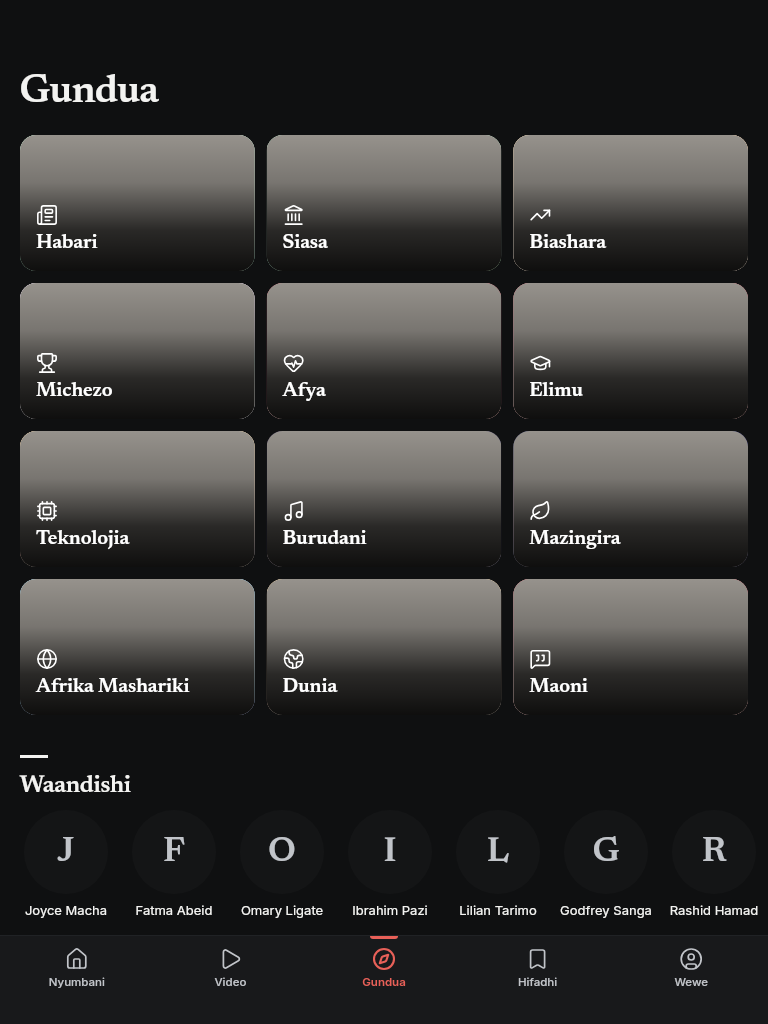 Gundua
Habari
Siasa
Biashara
Michezo
Afya
Elimu
Teknolojia
Burudani
Mazingira
Afrika Mashariki
Dunia
Maoni
Waandishi
J
F
O
I
L
G
R
Joyce Macha
Fatma Abeid
Omary Ligate
Ibrahim Pazi
Lilian Tarimo
Godfrey Sanga
Rashid Hamad
Nyumbani
Video
Gundua
Hifadhi
Wewe